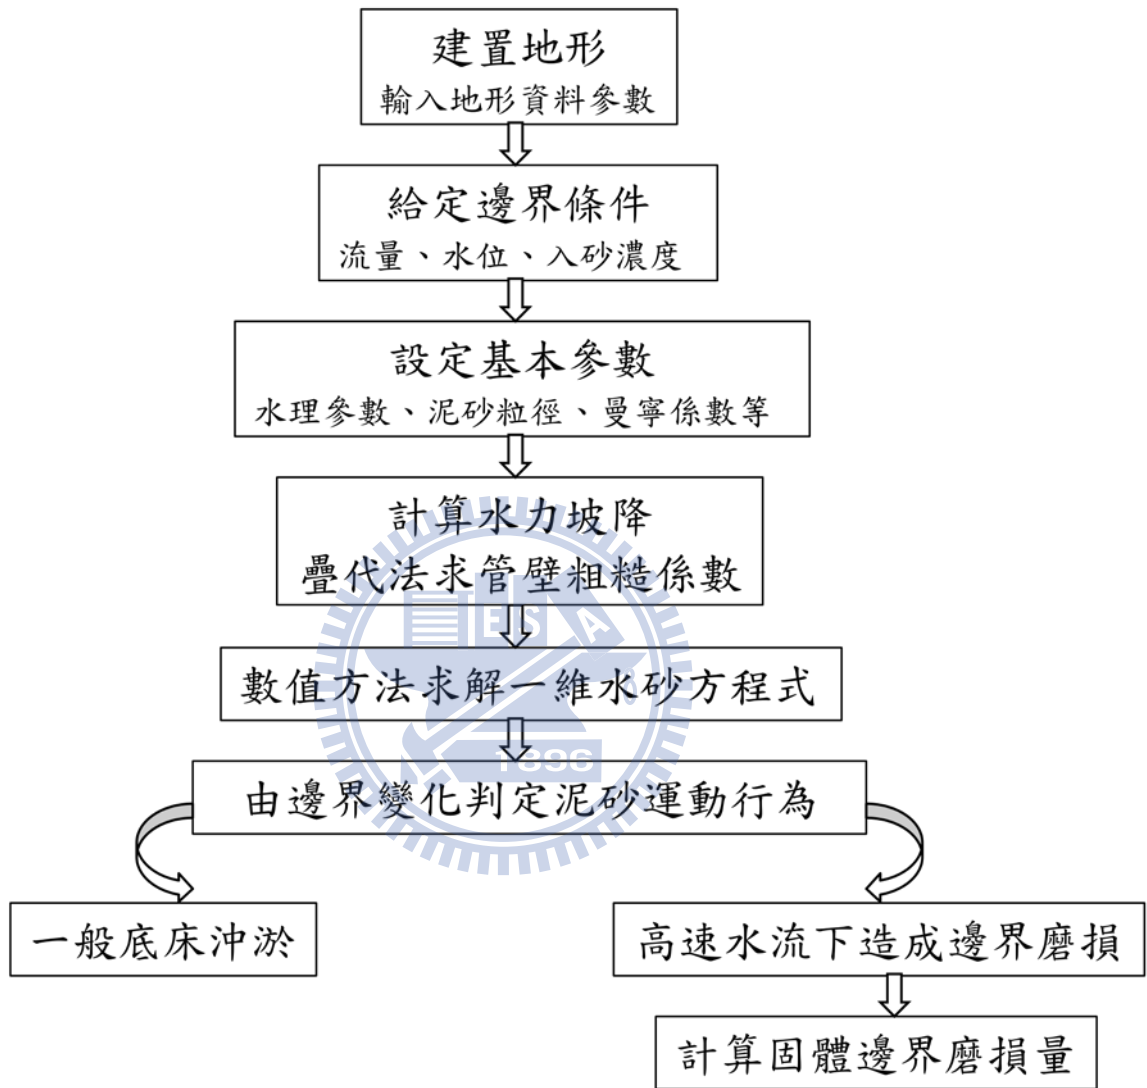 建置地形
輸入地形資料參數
給定邊界條件
流量、水位、入砂濃度
設定基本參數
水理參數、泥砂粒徑、曼寧係數等
計算水力坡降
疊代法求管壁粗糙係數
ES A
數值方法求解一維水砂方程式
1896
由邊界變化判定泥砂運動行為
一般底床沖淤
高速水流下造成邊界磨損
計算固體邊界磨損量